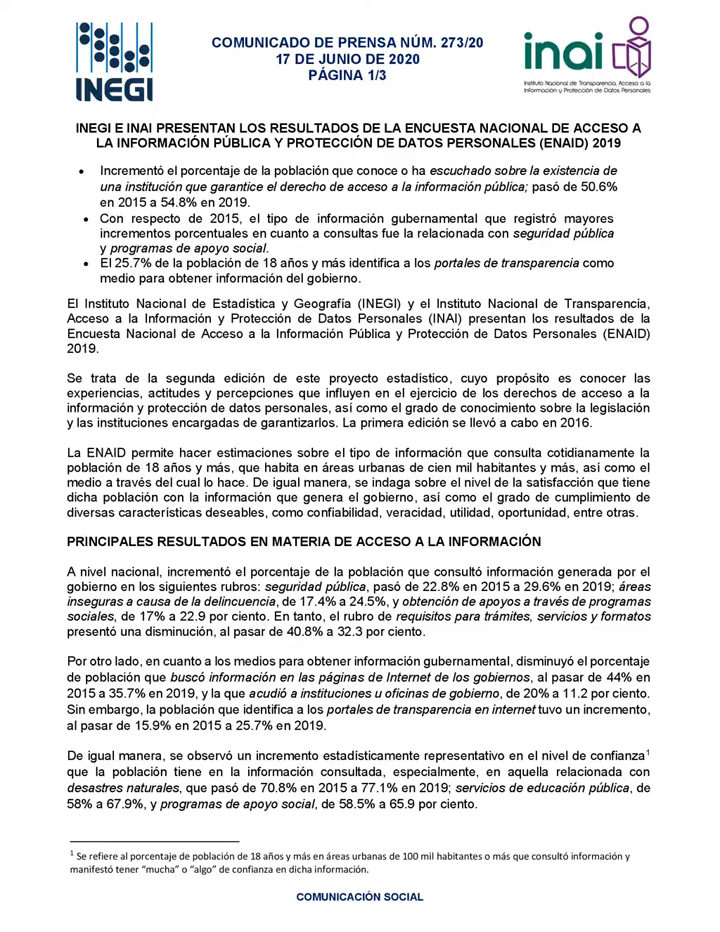 INEGI
COMUNICADO DE PRENSA NÚM. 273/20
17 DE JUNIO DE 2020
PÁGINA 1/3
inai
Instituto Nacional de Transparencia, Acceso a la
Información y Protección de Datos Personales
INEGI E INAI PRESENTAN LOS RESULTADOS DE LA ENCUESTA NACIONAL DE ACCESO A
LA INFORMACIÓN PÚBLICA Y PROTECCIÓN DE DATOS PERSONALES (ENAID) 2019
• Incrementó el porcentaje de la población que conoce o ha escuchado sobre la existencia de
una institución que garantice el derecho de acceso a la información pública; pasó de 50.6%
en 2015 a 54.8% en 2019.
• Con respecto de 2015, el tipo de información gubernamental que registró mayores
incrementos porcentuales en cuanto a consultas fue la relacionada con seguridad pública
y programas de apoyo social.
• El 25.7% de la población de 18 años y más identifica a los portales de transparencia como
medio para obtener información del gobierno.
El Instituto Nacional de Estadística y Geografía (INEGI) y el Instituto Nacional de Transparencia,
Acceso a la Información y Protección de Datos Personales (INAI) presentan los resultados de la
Encuesta Nacional de Acceso a la Información Pública y Protección de Datos Personales (ENAID)
2019.
Se trata de la segunda edición de este proyecto estadístico, cuyo propósito es conocer las
experiencias, actitudes y percepciones que influyen en el ejercicio de los derechos de acceso a la
información y protección de datos personales, así como el grado de conocimiento sobre la legislación
y las instituciones encargadas de garantizarlos. La primera edición se llevó a cabo en 2016.
La ENAID permite hacer estimaciones sobre el tipo de información que consulta cotidianamente la
población de 18 años y más, que habita en áreas urbanas de cien mil habitantes y más, así como el
medio a través del cual lo hace. De igual manera, se indaga sobre el nivel de la satisfacción que tiene
dicha población con la información que genera el gobierno, así como el grado de cumplimiento de
diversas características deseables, como confiabilidad, veracidad, utilidad, oportunidad, entre otras.
PRINCIPALES RESULTADOS EN MATERIA DE ACCESO A LA INFORMACIÓN
A nivel nacional, incrementó el porcentaje de la población que consultó información generada por el
gobierno en los siguientes rubros: seguridad pública, pasó de 22.8% en 2015 a 29.6% en 2019; áreas
inseguras a causa de la delincuencia, de 17.4% a 24.5%, y obtención de apoyos a través de programas
sociales, de 17% a 22.9 por ciento. En tanto, el rubro de requisitos para trámites, servicios y formatos
presentó una disminución, al pasar de 40.8% a 32.3 por ciento.
Por otro lado, en cuanto a los medios para obtener información gubernamental, disminuyó el porcentaje
de población que buscó información en las páginas de Internet de los gobiernos, al pasar de 44% en
2015 a 35.7% en 2019, y la que acudió a instituciones u oficinas de gobierno, de 20% a 11.2 por ciento.
Sin embargo, la población que identifica a los portales de transparencia en internet tuvo un incremento,
al pasar de 15.9% en 2015 a 25.7% en 2019.
De igual manera, se observó un incremento estadísticamente representativo en el nivel de confianza¹
que la población tiene en la información consultada, especialmente, en aquella relacionada con
desastres naturales, que pasó de 70.8% en 2015 a 77.1% en 2019; servicios de educación pública, de
58% a 67.9%, y programas de apoyo social, de 58.5% a 65.9 por ciento.
¹ Se refiere al porcentaje de población de 18 años y más en áreas urbanas de 100 mil habitantes o más que consultó información y
manifestó tener “mucha” o “algo” de confianza en dicha información.
COMUNICACIÓN SOCIAL